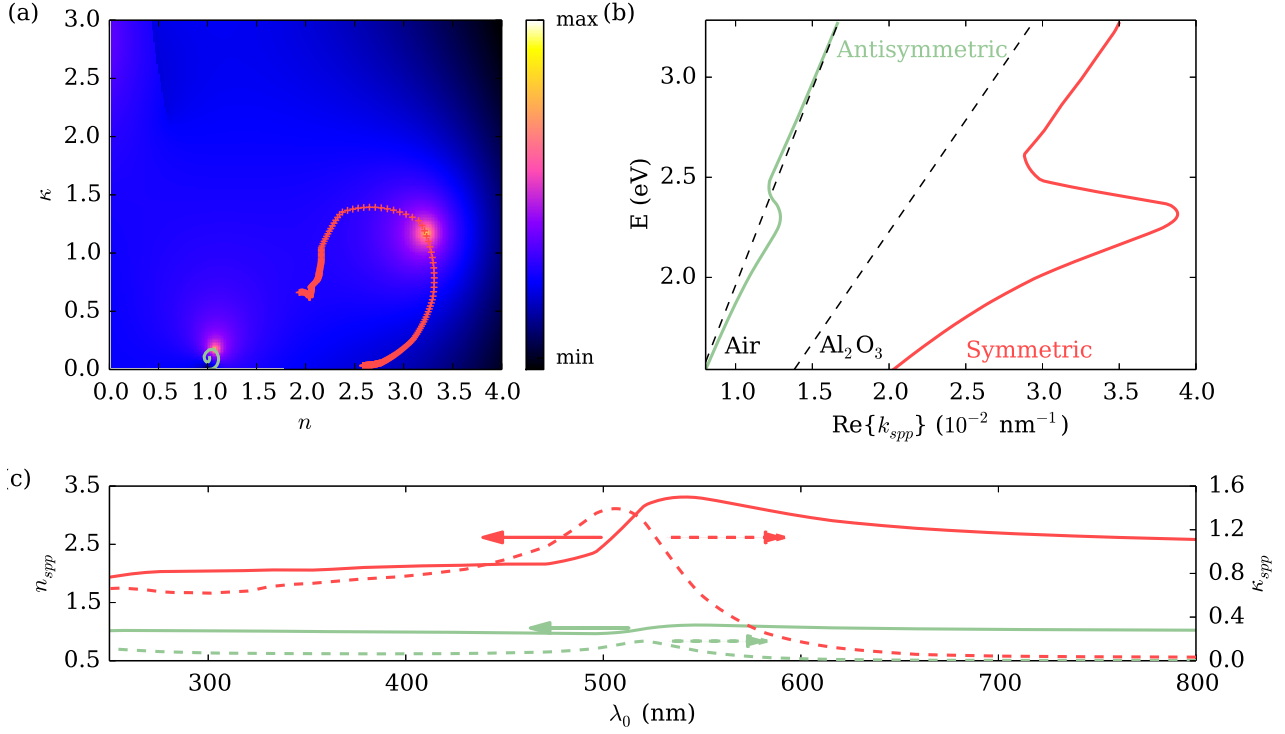 (a)
3.0
2.5
2.0
1.5
1.0
0.5
0.0
κ
0.0 0.5 1.0 1.5 2.0 2.5 3.0 3.5 4.0
n
max
min
(b)
3.0
2.5
2.0
E (eV)
Antisymmetric
Air
Al₂O₃
Symmetric
1.0 1.5 2.0 2.5 3.0 3.5 4.0
Re{k_spp} (10⁻² nm⁻¹)
c)
3.5
2.5
1.5
0.5
n_spp
1.6
1.2
0.8
0.4
0.0
κ_spp
300 400 500 600 700 800
λ₀ (nm)